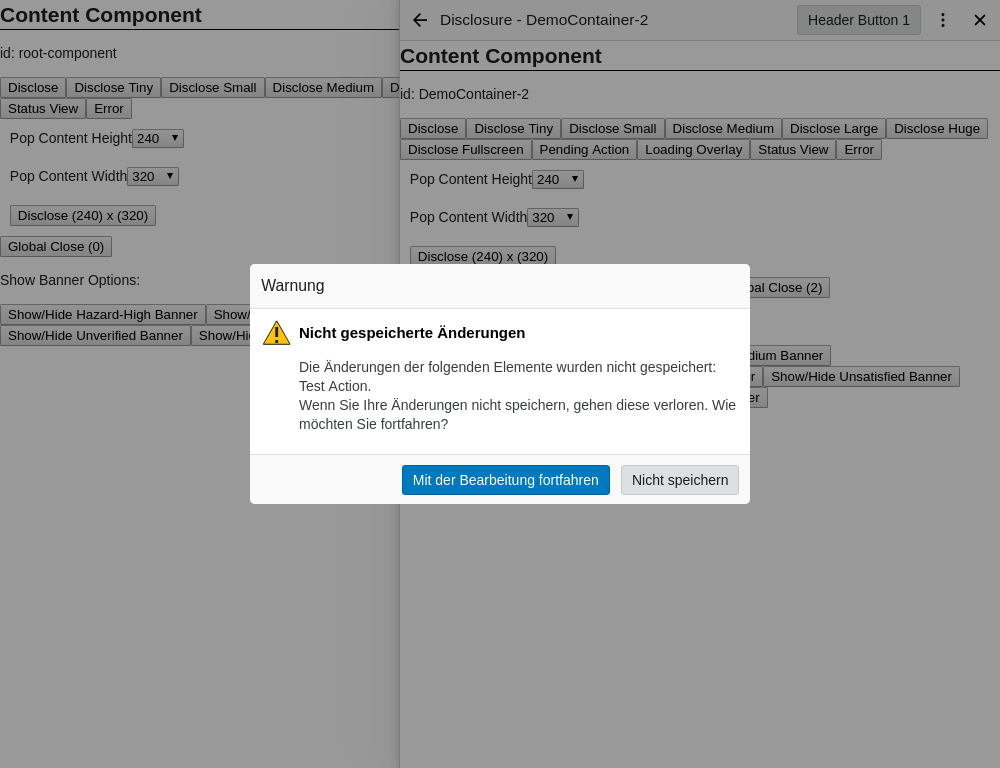 Content Component
id: root-component
Disclose Disclose Tiny Disclose Small Disclose Medium D
Status View Error
Pop Content Height 240
Pop Content Width 320
Disclose (240) x (320)
Global Close (0)
Show Banner Options:
Show/Hide Hazard-High Banner Show/
Show/Hide Unverified Banner Show/Hi
Disclosure - DemoContainer-2 Header Button 1
Content Component
id: DemoContainer-2
Disclose Disclose Tiny Disclose Small Disclose Medium Disclose Large Disclose Huge
Disclose Fullscreen Pending Action Loading Overlay Status View Error
Pop Content Height 240
Pop Content Width 320
Disclose (240) x (320)
bal Close (2)
dium Banner
r Show/Hide Unsatisfied Banner
er
Warnung
Nicht gespeicherte Änderungen
Die Änderungen der folgenden Elemente wurden nicht gespeichert:
Test Action.
Wenn Sie Ihre Änderungen nicht speichern, gehen diese verloren. Wie
möchten Sie fortfahren?
Mit der Bearbeitung fortfahren Nicht speichern